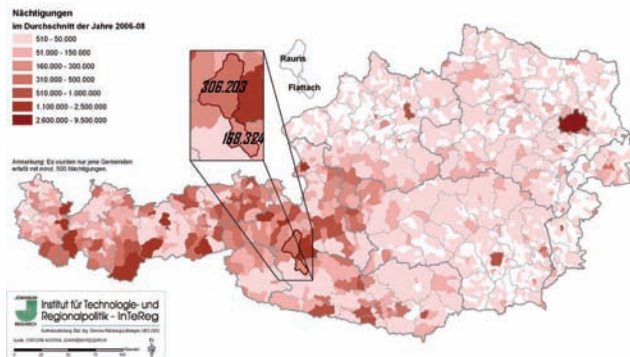 Nächtigungen
im Durchschnitt der Jahre 2006-08
510 - 50.000
51.000 - 150.000
160.000 - 300.000
310.000 - 500.000
510.000 - 1.000.000
1.100.000 - 2.500.000
2.600.000 - 9.500.000
Anmerkung: Es wurden nur jene Gemeinden
erfaßt mit mind. 500 Nächtigungen.
306.203
168.324
Rauris
Flattach
JOANNEUM
RESEARCH
Institut für Technologie- und
Regionalpolitik - InTeReg